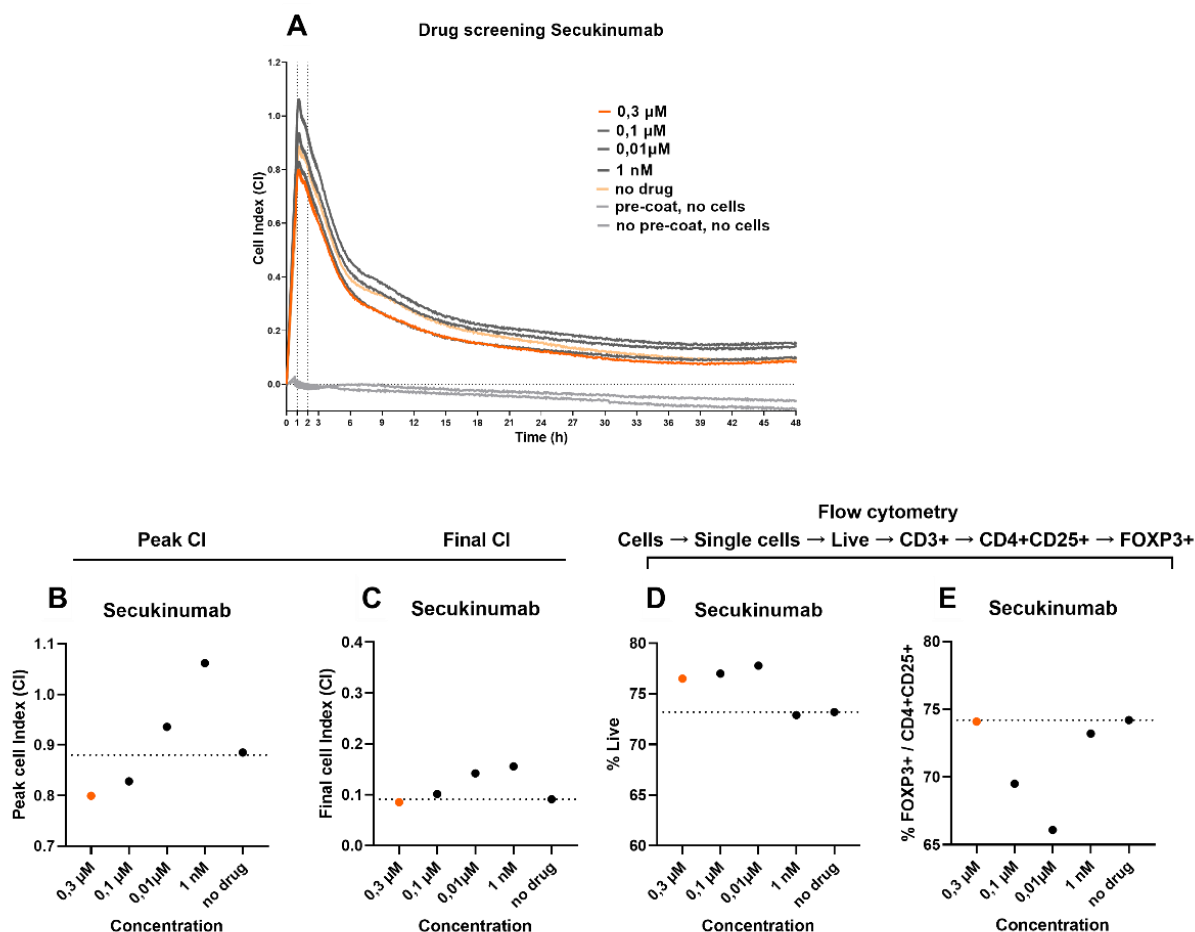 A
Drug screening Secukinumab
Cell Index (CI)
1.2
1.0
0.8
0.6
0.4
0.2
0.0
0 1 2 3 6 9 12 15 18 21 24 27 30 33 36 39 42 45 48
Time (h)
0,3 µM
0,1 µM
0,01µM
1 nM
no drug
pre-coat, no cells
no pre-coat, no cells
Peak CI
Final CI
Flow cytometry
Cells → Single cells → Live → CD3+ → CD4+CD25+ → FOXP3+
B
Secukinumab
Peak cell Index (CI)
1.1
1.0
0.9
0.8
0.7
0,3 µM
0,1 µM
0,01µM
1 nM
no drug
Concentration
C
Secukinumab
Final cell Index (CI)
0.4
0.3
0.2
0.1
0.0
0,3 µM
0,1 µM
0,01µM
1 nM
no drug
Concentration
D
Secukinumab
% Live
80
75
70
65
60
0,3 µM
0,1 µM
0,01µM
1 nM
no drug
Concentration
E
Secukinumab
% FOXP3+ / CD4+CD25+
80
75
70
65
0,3 µM
0,1 µM
0,01µM
1 nM
no drug
Concentration